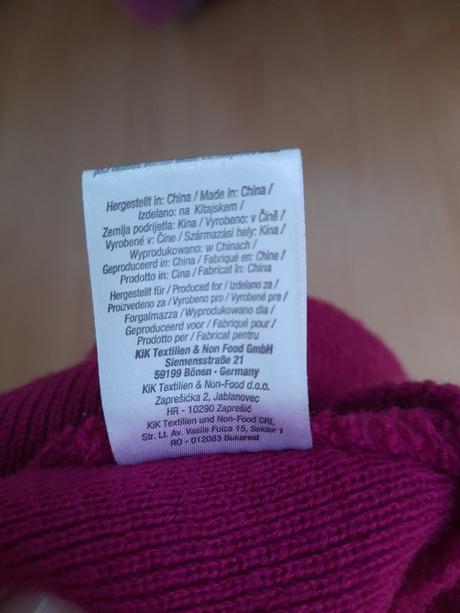 Hergestellt in: China / Made in: China /
Izdelano: na Kitajskem /
Zemlja podrijetla: Kina / Vyrobeno: v Číně /
Vyrobené v: Číne / Származási hely: Kína /
Wyprodukowano: w Chinach /
Geproduceerd in: China / Fabriqué en: Chine /
Prodotto in: Cina / Fabricat in: China
Hergestellt für / Produced for / Izdelano za /
Proizvedeno za / Vyrobeno pro / Vyrobené pre /
Forgalmazza / Wyprodukowano dla /
Geproduceerd voor / Fabriqué pour /
Prodotto per / Fabricat pentru
KiK Textilien & Non Food GmbH
Siemensstraße 21
59199 Bönen - Germany
KiK Textilien & Non-Food d.o.o.
Zaprešićka 2, Jablanovec
HR - 10290 Zaprešić
KiK Textilien und Non-Food SRL
Str. Lt. Av. Vasile Fuica 15, Sektor 1
RO - 012083 Bukarest